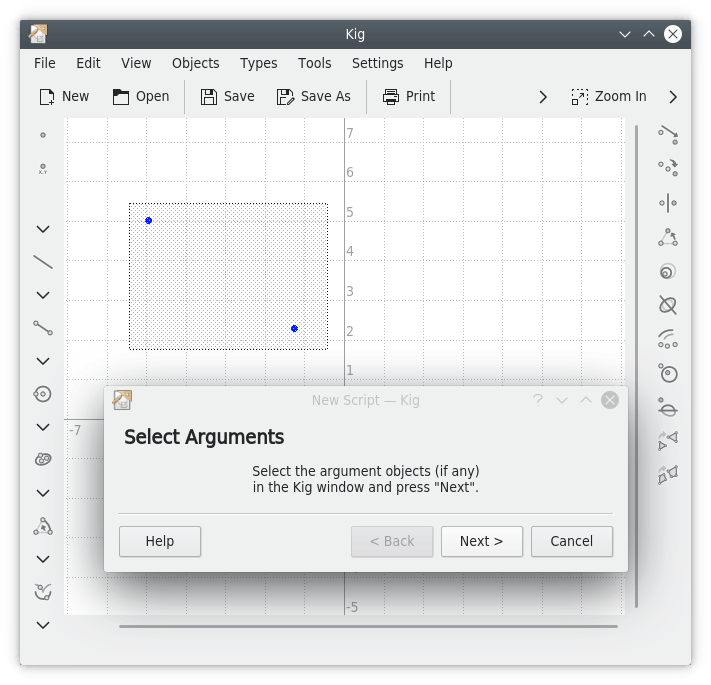 Kig
File Edit View Objects Types Tools Settings Help
New Open Save Save As Print Zoom In
X,Y
7
6
5
4
3
2
1
-7
-5
New Script — Kig
?
Select Arguments
Select the argument objects (if any)
in the Kig window and press "Next".
Help < Back Next > Cancel